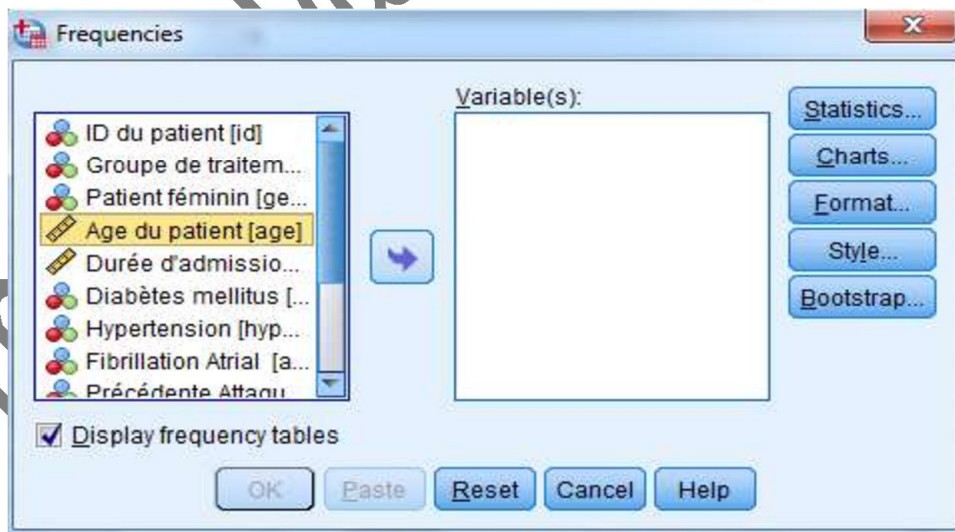 Frequencies
Variable(s):
ID du patient [id]
Groupe de traitem...
Patient féminin [ge...
Age du patient [age]
Durée d'admissio...
Diabètes mellitus [...
Hypertension [hyp...
Fibrillation Atrial [a...
Précédente Attaqu
Statistics...
Charts...
Format...
Style...
Bootstrap...
Display frequency tables
OK Paste Reset Cancel Help